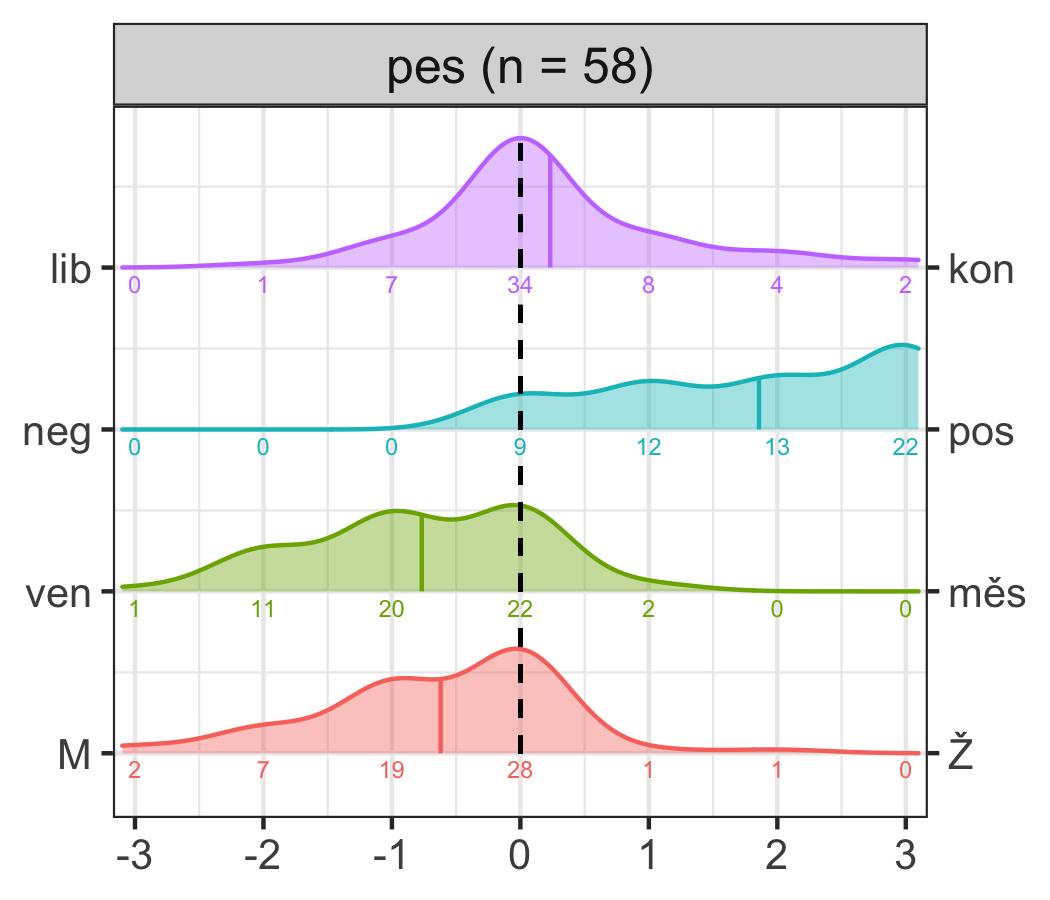 pes (n = 58)
lib kon
0 1 7 34 8 4 2
neg pos
0 0 0 9 12 13 22
ven měs
1 11 20 22 2 0 0
M Ž
2 7 19 28 1 1 0
-3 -2 -1 0 1 2 3